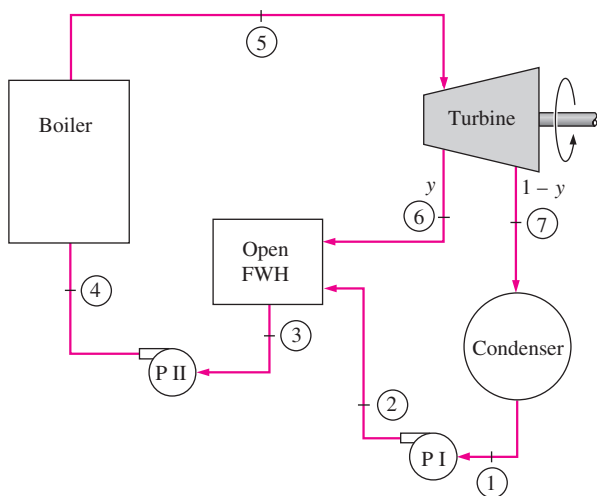 5
Boiler
Turbine
y
1 – y
6
7
Open
FWH
4
3
Condenser
P II
2
P I
1